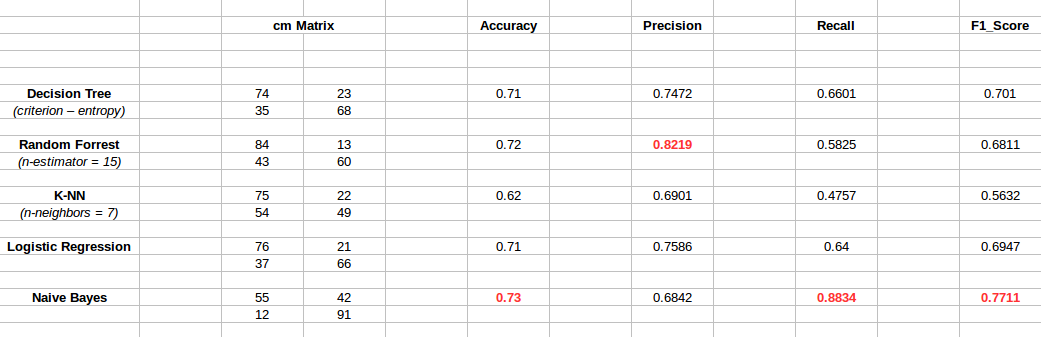 cm Matrix Accuracy Precision Recall F1_Score
Decision Tree 74 23 0.71 0.7472 0.6601 0.701
(criterion – entropy) 35 68
Random Forrest 84 13 0.72 0.8219 0.5825 0.6811
(n-estimator = 15) 43 60
K-NN 75 22 0.62 0.6901 0.4757 0.5632
(n-neighbors = 7) 54 49
Logistic Regression 76 21 0.71 0.7586 0.64 0.6947
37 66
Naive Bayes 55 42 0.73 0.6842 0.8834 0.7711
12 91